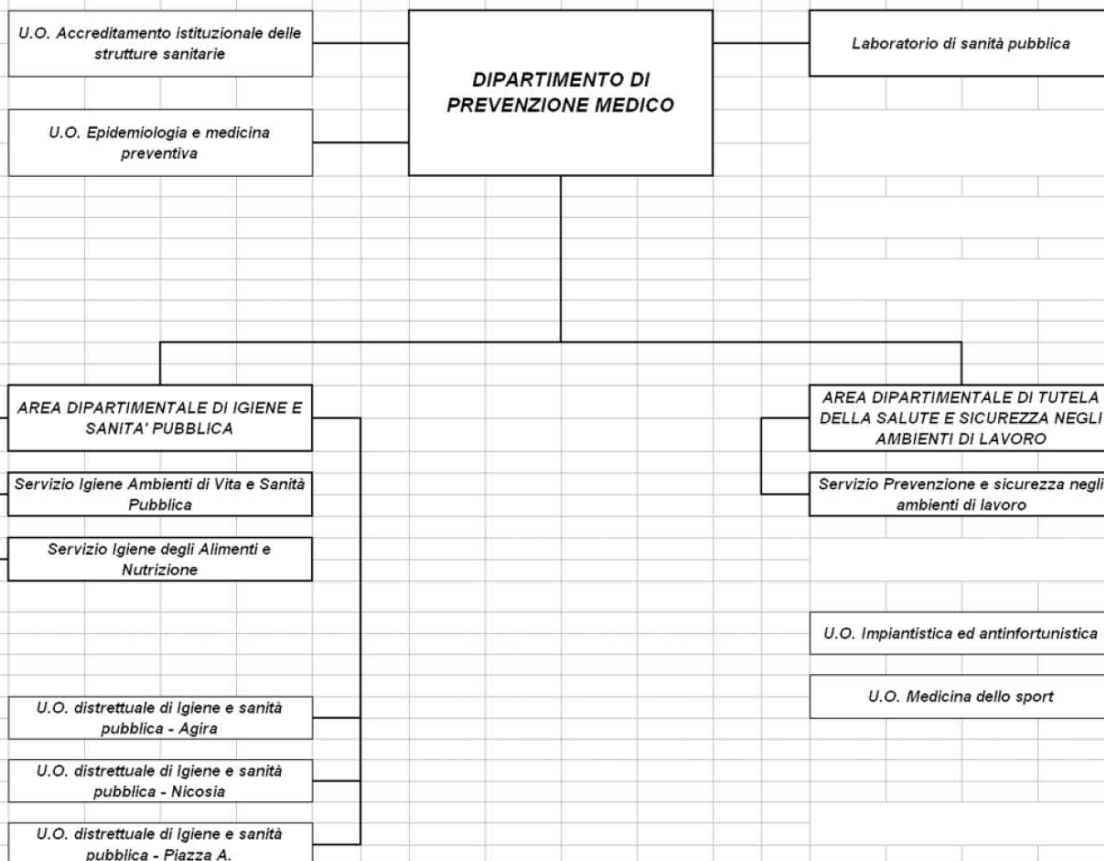 U.O. Accreditamento istituzionale delle
strutture sanitarie
DIPARTIMENTO DI
PREVENZIONE MEDICO
Laboratorio di sanità pubblica
U.O. Epidemiologia e medicina
preventiva
AREA DIPARTIMENTALE DI IGIENE E
SANITA' PUBBLICA
Servizio Igiene Ambienti di Vita e Sanità
Pubblica
Servizio Igiene degli Alimenti e
Nutrizione
U.O. distrettuale di Igiene e sanità
pubblica - Agira
U.O. distrettuale di Igiene e sanità
pubblica - Nicosia
U.O. distrettuale di Igiene e sanità
pubblica - Piazza A.
AREA DIPARTIMENTALE DI TUTELA
DELLA SALUTE E SICUREZZA NEGLI
AMBIENTI DI LAVORO
Servizio Prevenzione e sicurezza negli
ambienti di lavoro
U.O. Impiantistica ed antinfortunistica
U.O. Medicina dello sport